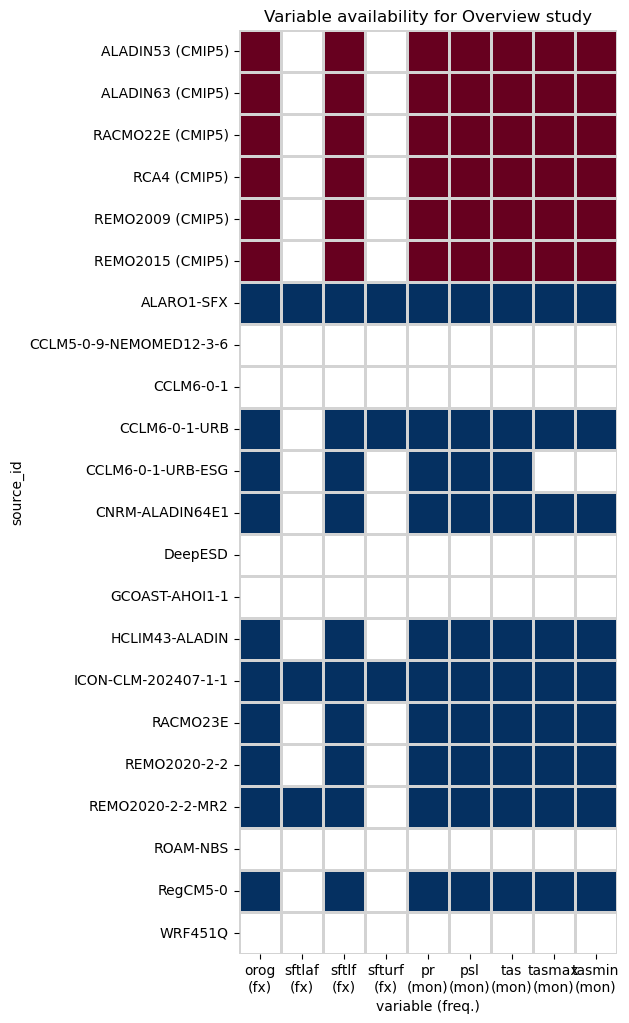 Variable availability for Overview study
ALADIN53 (CMIP5)
ALADIN63 (CMIP5)
RACMO22E (CMIP5)
RCA4 (CMIP5)
REMO2009 (CMIP5)
REMO2015 (CMIP5)
ALARO1-SFX
CCLM5-0-9-NEMOMED12-3-6
CCLM6-0-1
CCLM6-0-1-URB
CCLM6-0-1-URB-ESG
CNRM-ALADIN64E1
DeepESD
GCOAST-AHOI1-1
HCLIM43-ALADIN
ICON-CLM-202407-1-1
RACMO23E
REMO2020-2-2
REMO2020-2-2-MR2
ROAM-NBS
RegCM5-0
WRF451Q
source_id
orog sftlaf sftlf sfturf pr psl tas tasmax tasmin
(fx) (fx) (fx) (fx) (mon) (mon) (mon) (mon) (mon)
variable (freq.)